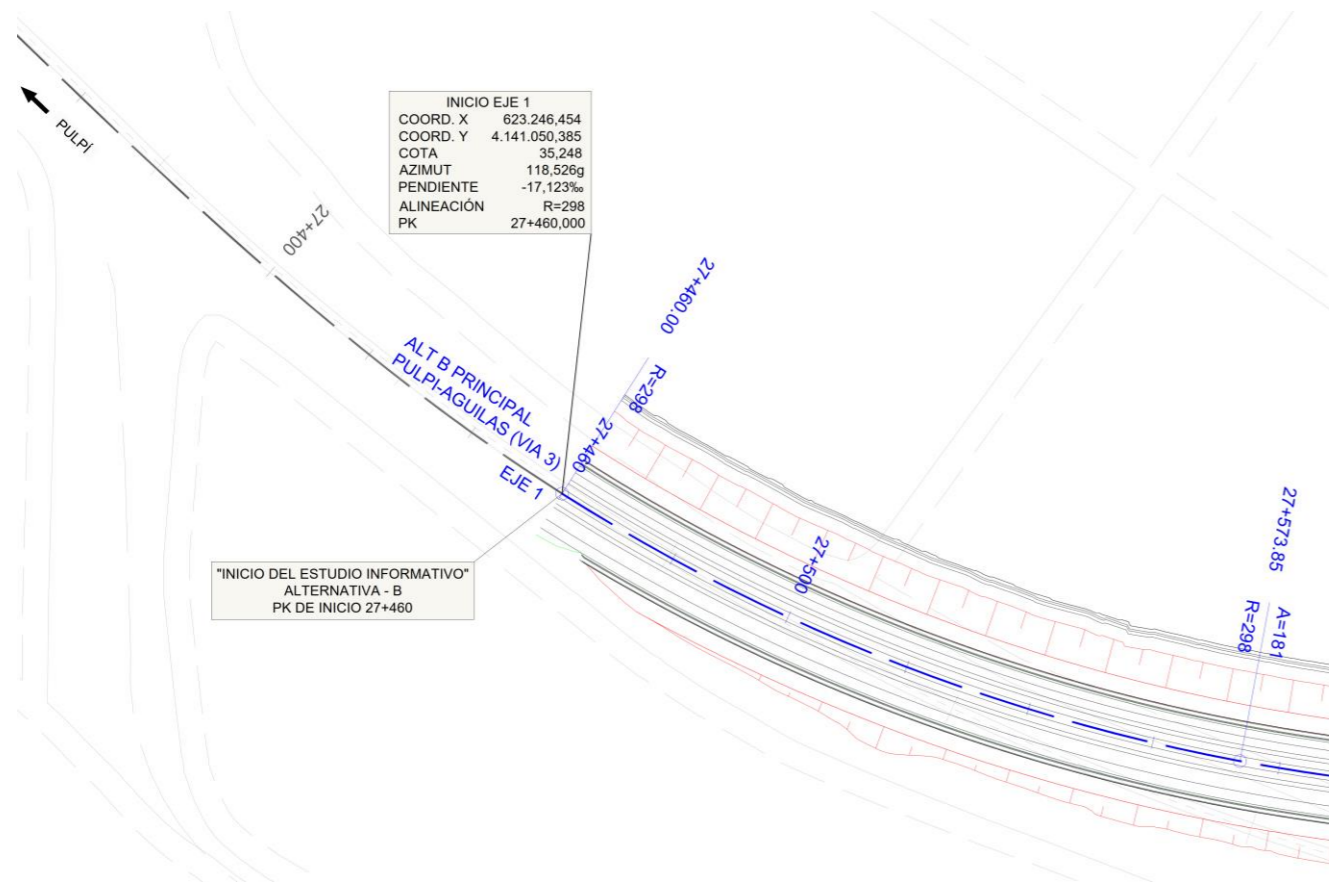 PULPÍ
INICIO EJE 1
COORD. X 623.246,454
COORD. Y 4.141.050,385
COTA 35,248
AZIMUT 118,526g
PENDIENTE -17,123‰
ALINEACIÓN R=298
PK 27+460,000
27+400
27+460.00
R=298
27+460
ALT B PRINCIPAL
PULPI-AGUILAS (VIA 3)
EJE 1
"INICIO DEL ESTUDIO INFORMATIVO"
ALTERNATIVA - B
PK DE INICIO 27+460
27+500
27+573.85
R=298
A=181